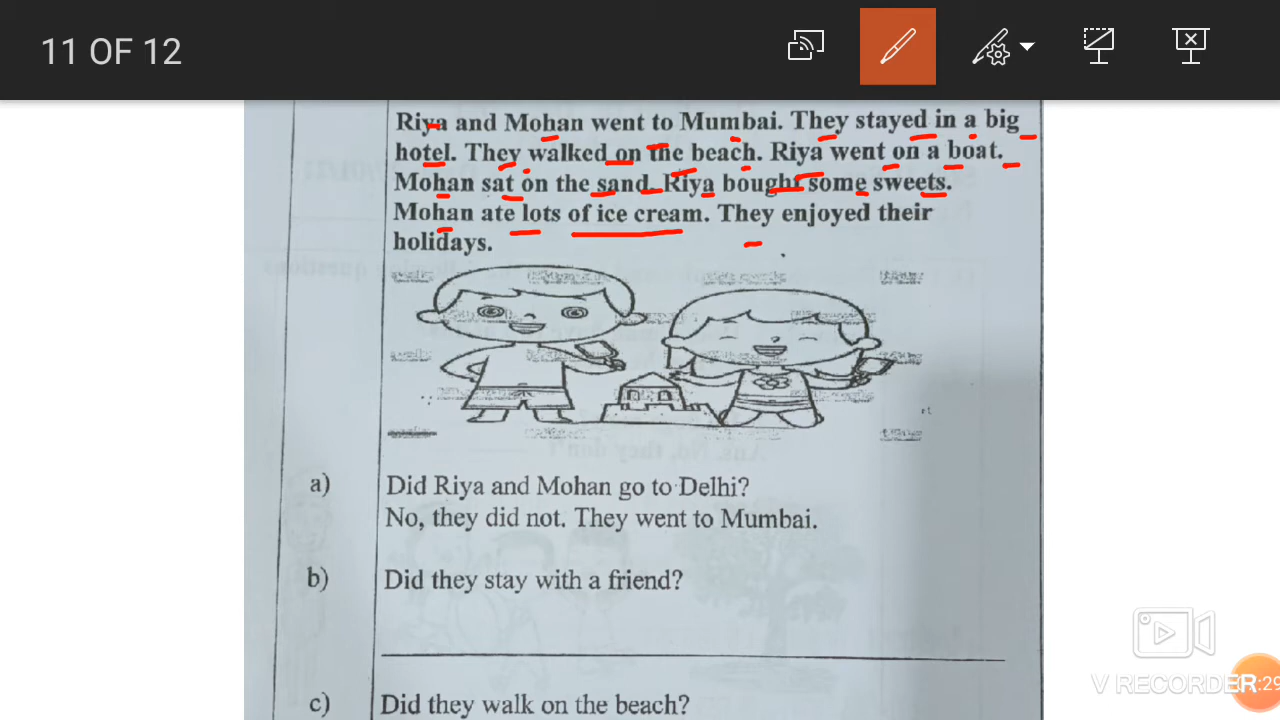 11 OF 12
Riya and Mohan went to Mumbai. They stayed in a big
hotel. They walked on the beach. Riya went on a boat.
Mohan sat on the sand. Riya bought some sweets.
Mohan ate lots of ice cream. They enjoyed their
holidays.
a) Did Riya and Mohan go to Delhi?
No, they did not. They went to Mumbai.
b) Did they stay with a friend?
c) Did they walk on the beach?
V RECORDER
:29